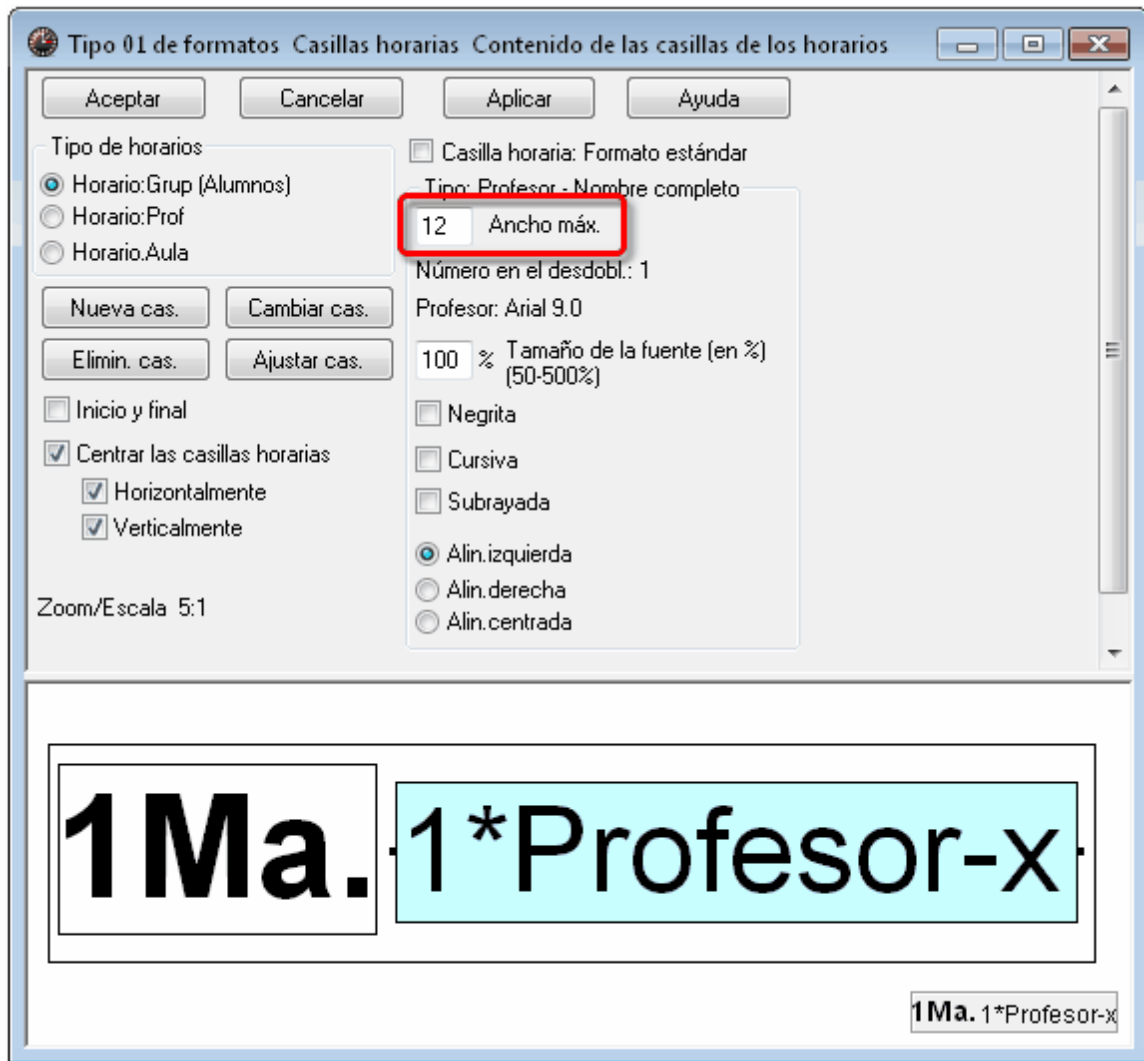 Tipo 01 de formatos Casillas horarias Contenido de las casillas de los horarios
Aceptar Cancelar Aplicar Ayuda
Tipo de horarios
Horario:Grup (Alumnos)
Horario:Prof
Horario.Aula
Nueva cas. Cambiar cas.
Elimin. cas. Ajustar cas.
Inicio y final
Centrar las casillas horarias
Horizontalmente
Verticalmente
Zoom/Escala 5:1
Casilla horaria: Formato estándar
Tipo: Profesor - Nombre completo
12 Ancho máx.
Número en el desdobl.: 1
Profesor: Arial 9.0
100 % Tamaño de la fuente (en %)
(50-500%)
Negrita
Cursiva
Subrayada
Alin.izquierda
Alin.derecha
Alin.centrada
1Ma. 1*Profesor-x
1Ma. 1*Profesor-x